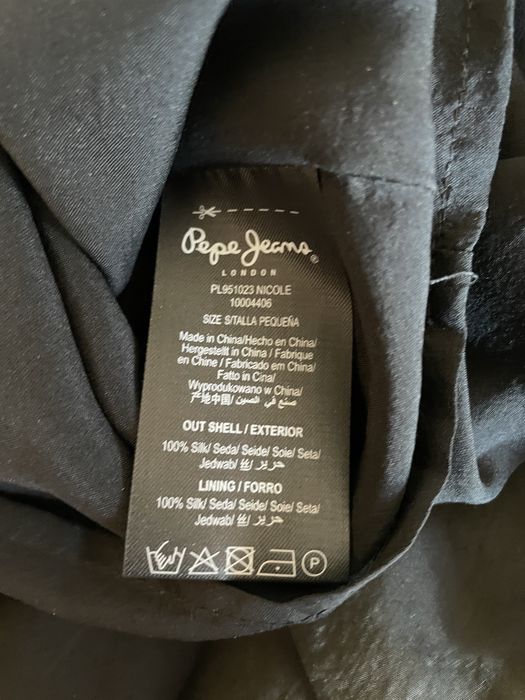 Pepe Jeans®
LONDON
PL951023 NICOLE
10004406
SIZE S/TALLA PEQUEÑA
Made in China/Hecho en China/
Hergestellt in China / Fabrique
en Chine / Fabricado em China/
Fatto in Cina/
Wyprodukowano w China/
产地中国/ صنع في الصين/
OUT SHELL / EXTERIOR
100% Silk/ Seda/ Seide/ Soie/ Seta/
Jedwab/ 丝/ حرير/
LINING / FORRO
100% Silk/ Seda/ Seide/ Soie/ Seta/
Jedwab/ 丝/ حرير/
P